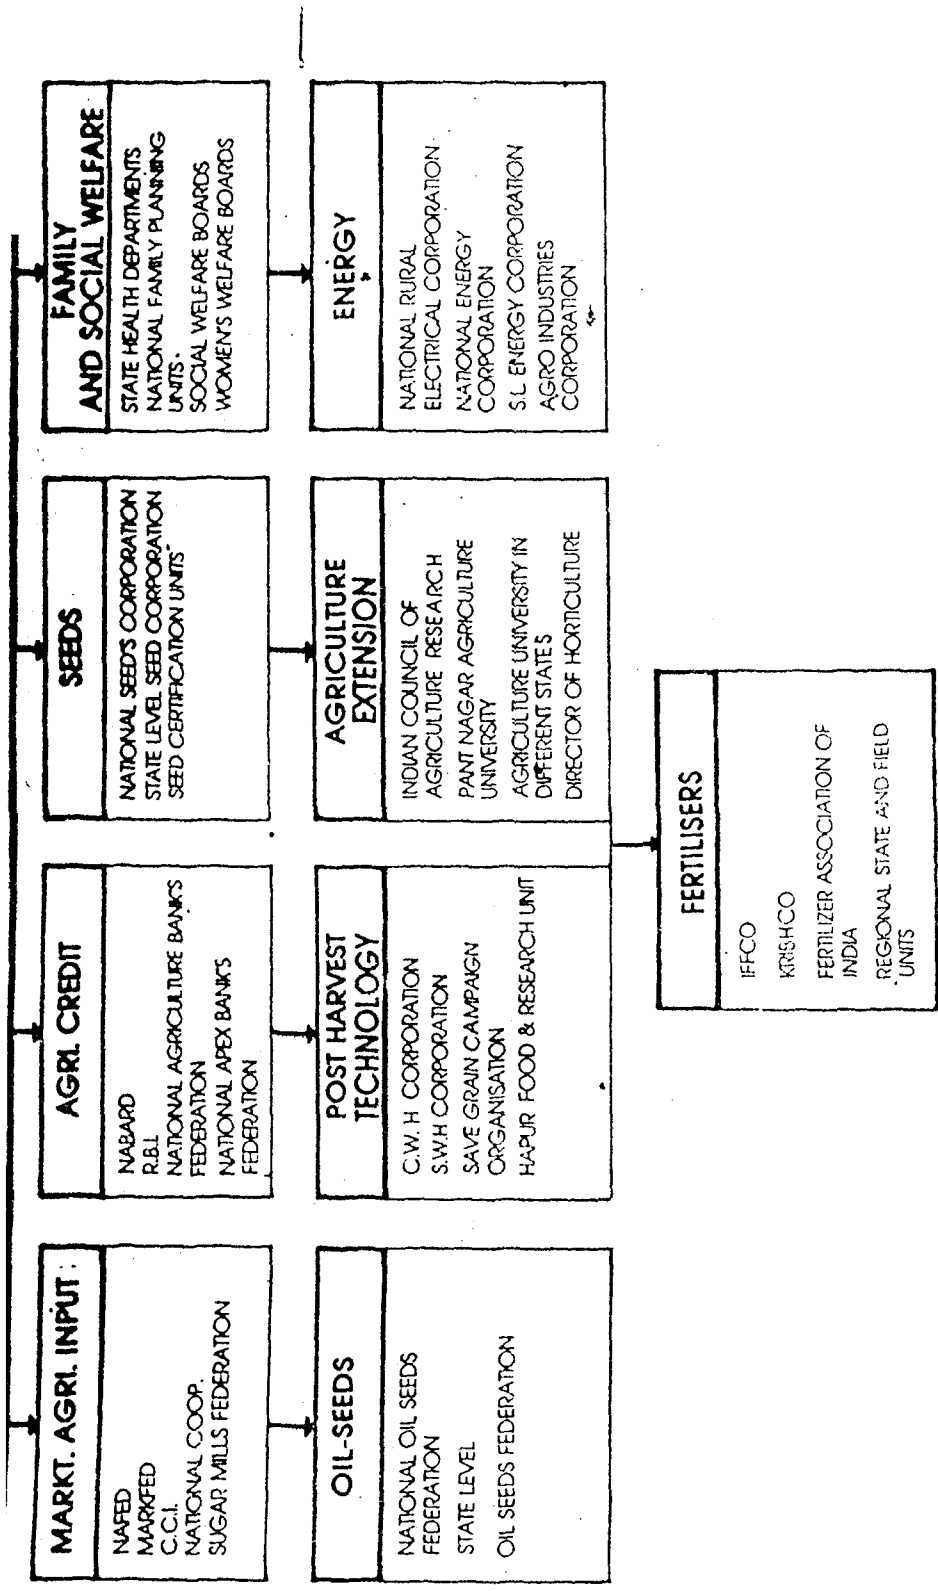 MARKT. AGRI. INPUT :
NAFED
MARKFED
C.C.I.
NATIONAL COOP.
SUGAR MILLS FEDERATION
AGRI. CREDIT
NABARD
R.B.I.
NATIONAL AGRICULTURE BANK'S
FEDERATION
NATIONAL APEX BANK'S
FEDERATION
SEEDS
NATIONAL SEED'S CORPORATION
STATE LEVEL SEED CORPORATION
SEED CERTIFICATION UNITS
FAMILY
AND SOCIAL WELFARE
STATE HEALTH DEPARTMENTS
NATIONAL FAMILY PLANNING
UNITS.
SOCIAL WELFARE BOARDS
WOMEN'S WELFARE BOARDS
OIL-SEEDS
NATIONAL OIL SEEDS
FEDERATION
STATE LEVEL
OIL SEEDS FEDERATION
POST HARVEST
TECHNOLOGY
C.W. H CORPORATION
S.W.H CORPORATION
SAVE GRAIN CAMPAIGN
ORGANISATION
HAPUR FOOD & RESEARCH UNIT
AGRICULTURE
EXTENSION
INDIAN COUNCIL OF
AGRICULTURE RESEARCH
PANT NAGAR AGRICULTURE
UNIVERSITY
AGRICULTURE UNIVERSITY IN
DIFFERENT STATES
DIRECTOR OF HORTICULTURE
ENERGY
NATIONAL RURAL
ELECTRICAL CORPORATION
NATIONAL ENERGY
CORPORATION
S.L. ENERGY CORPORATION
AGRO INDUSTRIES
CORPORATION
FERTILISERS
IFFCO
KRISHCO
FERTILIZER ASSOCIATION OF
INDIA
REGIONAL STATE AND FIELD
UNITS